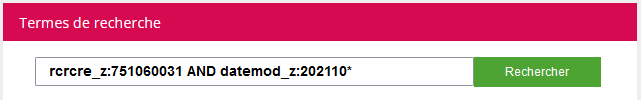 Termes de recherche
rcrcre_z:751060031 AND datemod_z:202110*
Rechercher